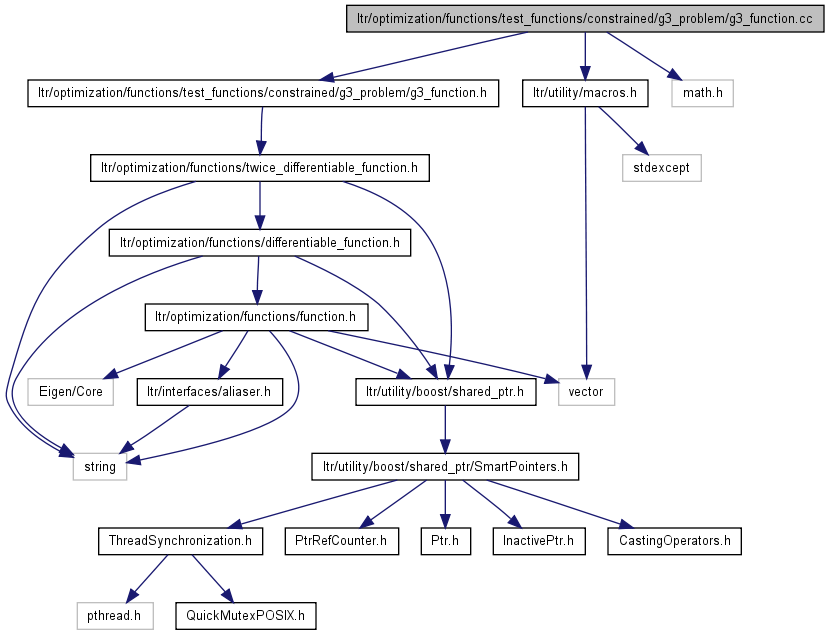 ltr/optimization/functions/test_functions/constrained/g3_problem/g3_function.cc
ltr/optimization/functions/test_functions/constrained/g3_problem/g3_function.h
ltr/utility/macros.h
math.h
ltr/optimization/functions/twice_differentiable_function.h
stdexcept
ltr/optimization/functions/differentiable_function.h
ltr/optimization/functions/function.h
Eigen/Core
ltr/interfaces/aliaser.h
ltr/utility/boost/shared_ptr.h
vector
string
ltr/utility/boost/shared_ptr/SmartPointers.h
ThreadSynchronization.h
PtrRefCounter.h
Ptr.h
InactivePtr.h
CastingOperators.h
pthread.h
QuickMutexPOSIX.h